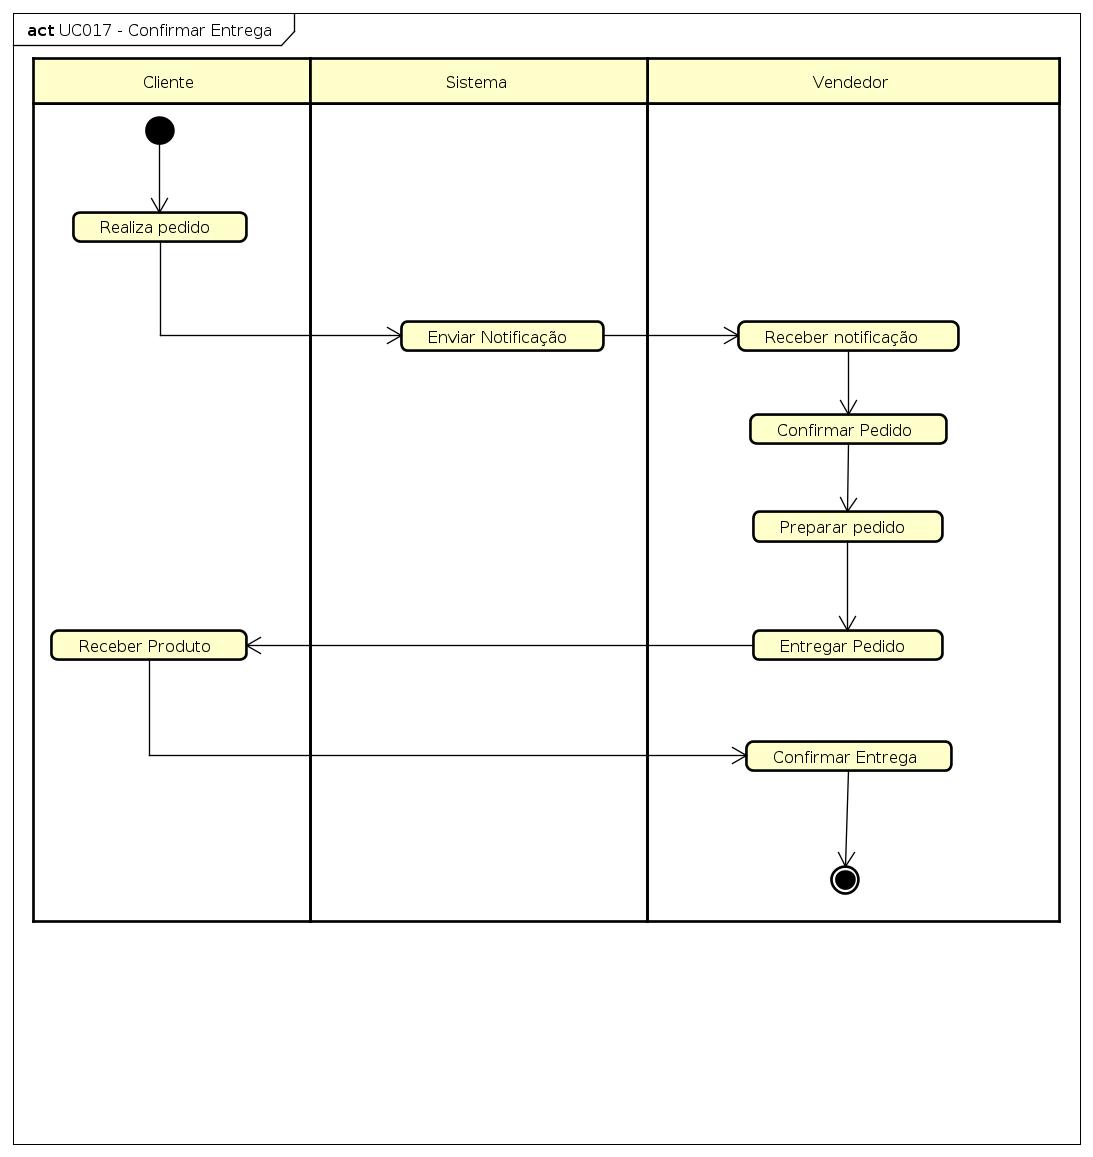 act UC017 - Confirmar Entrega
Cliente
Sistema
Vendedor
Realiza pedido
Enviar Notificação
Receber notificação
Confirmar Pedido
Preparar pedido
Receber Produto
Entregar Pedido
Confirmar Entrega